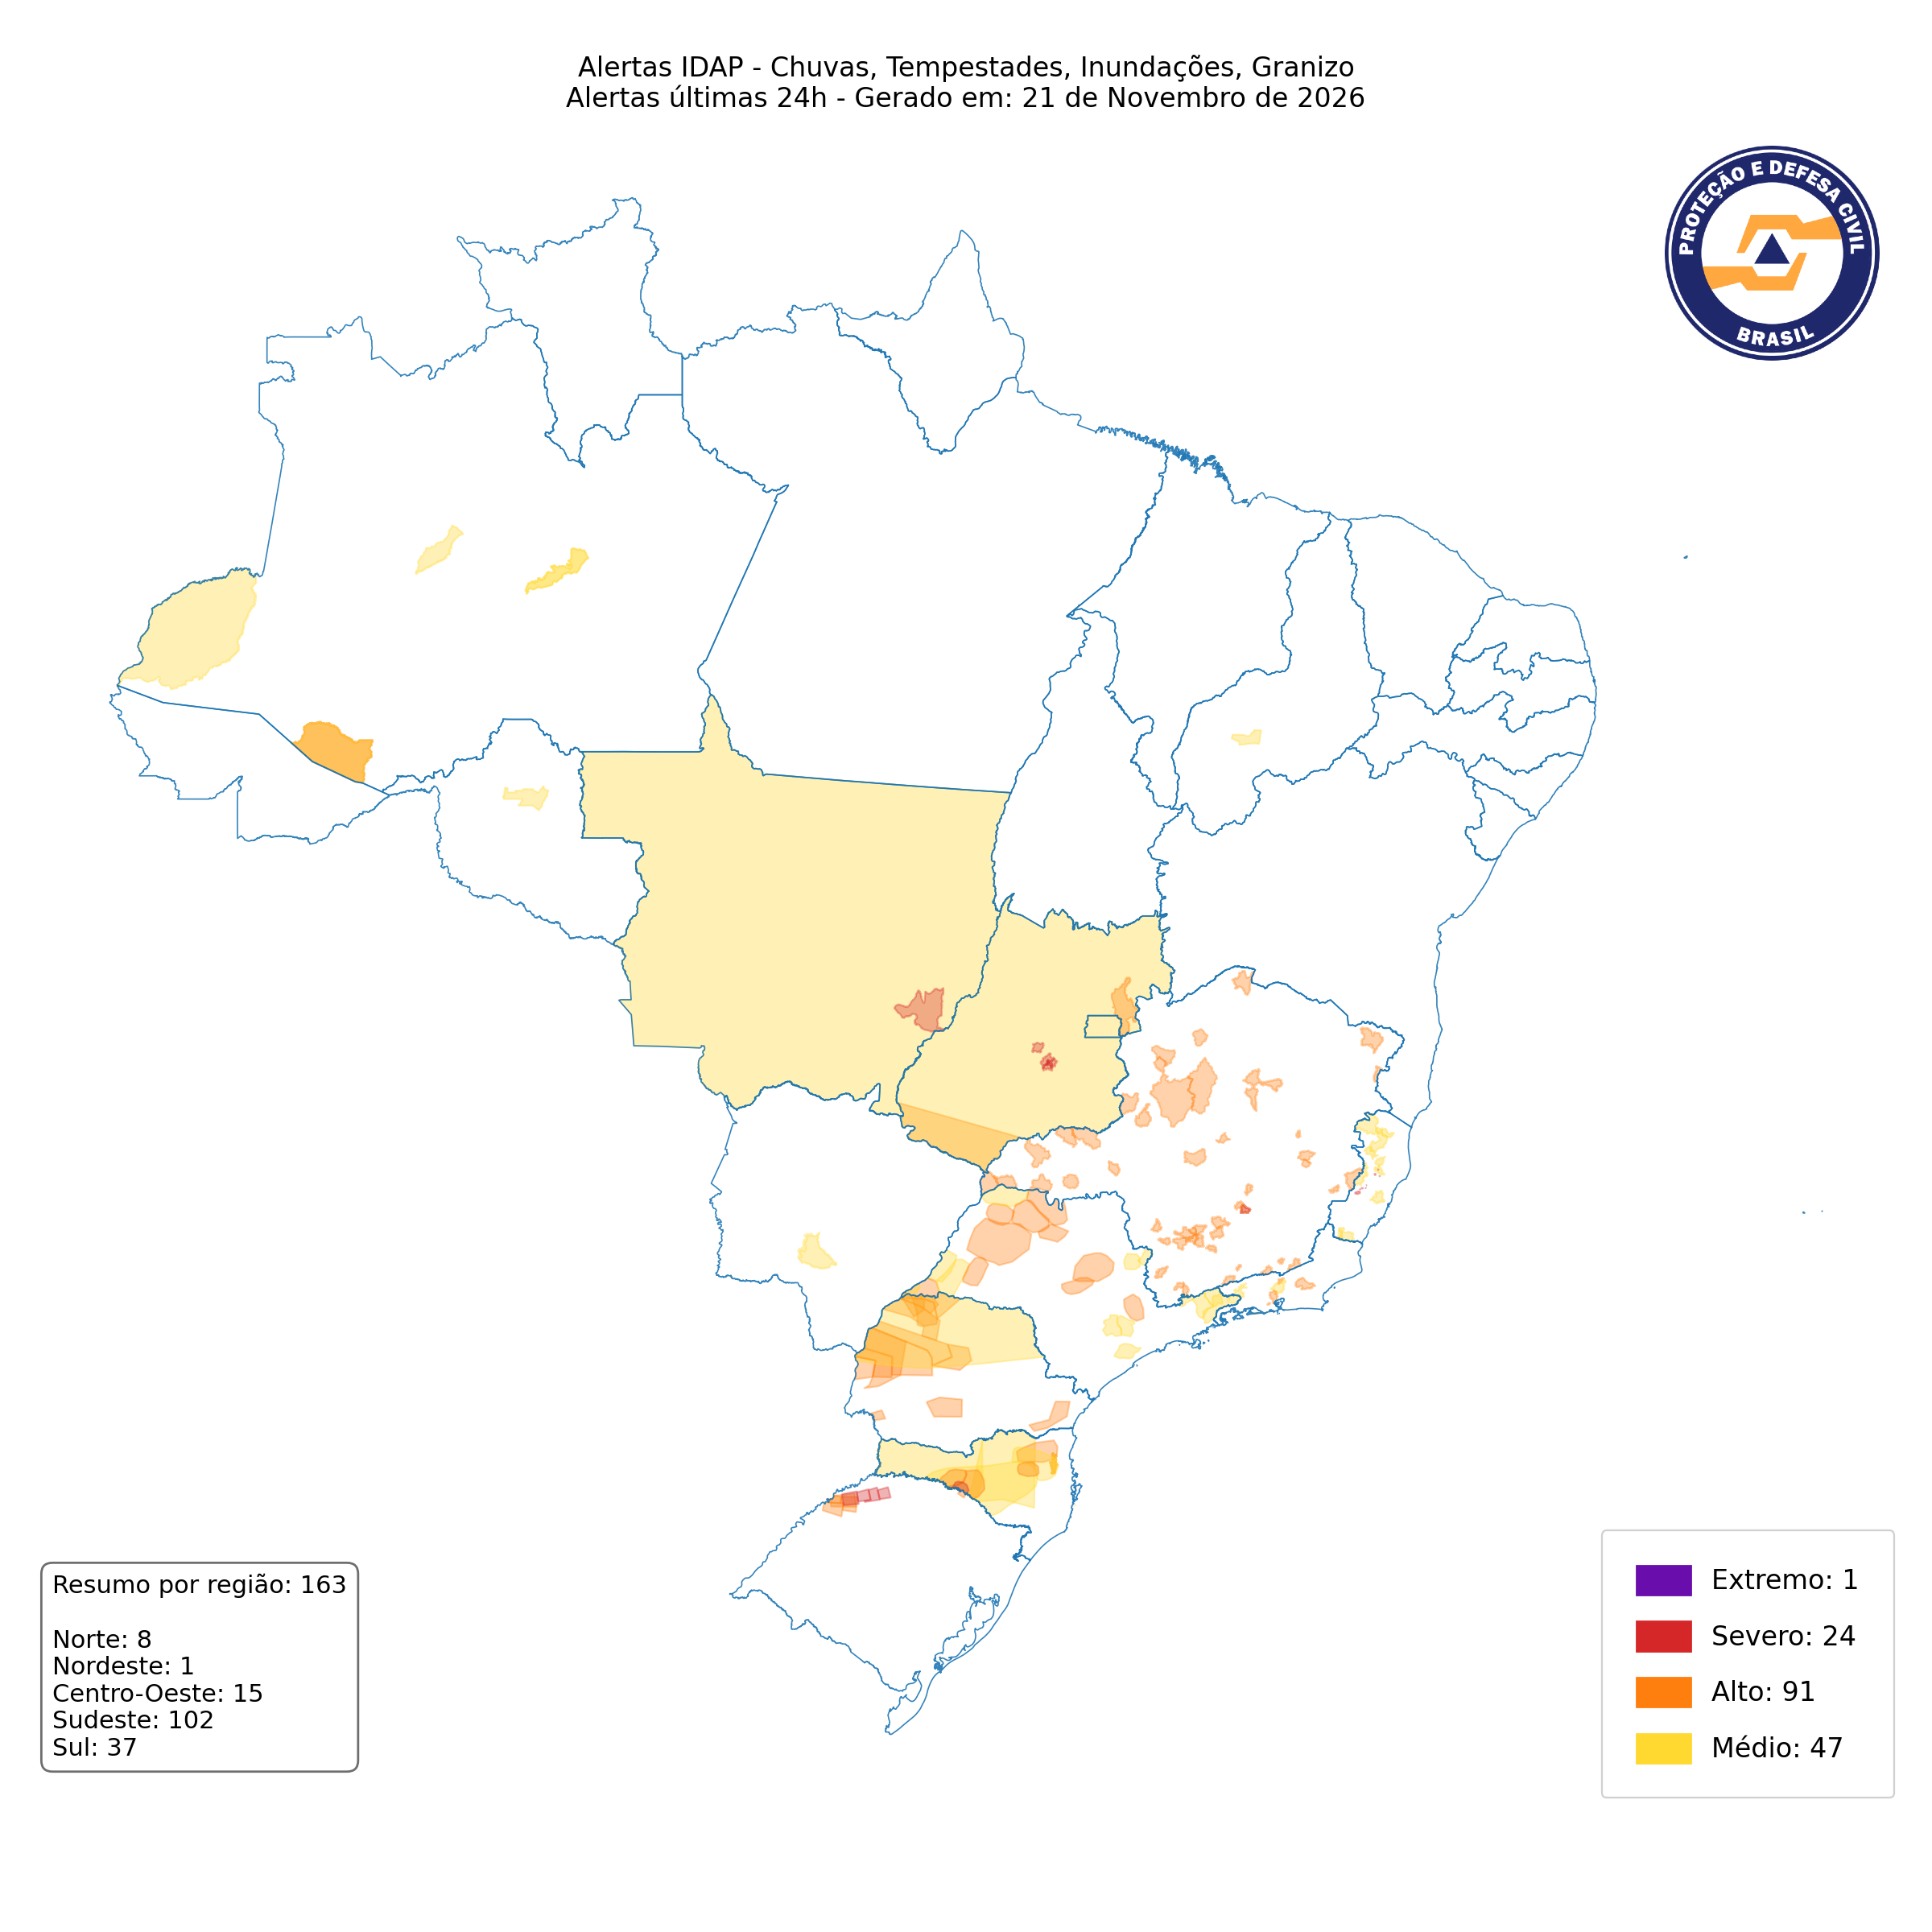 Alertas IDAP - Chuvas, Tempestades, Inundações, Granizo
Alertas últimas 24h - Gerado em: 21 de Novembro de 2026
PROTEÇÃO E DEFESA CIVIL
BRASIL
Resumo por região: 163
Norte: 8
Nordeste: 1
Centro-Oeste: 15
Sudeste: 102
Sul: 37
Extremo: 1
Severo: 24
Alto: 91
Médio: 47